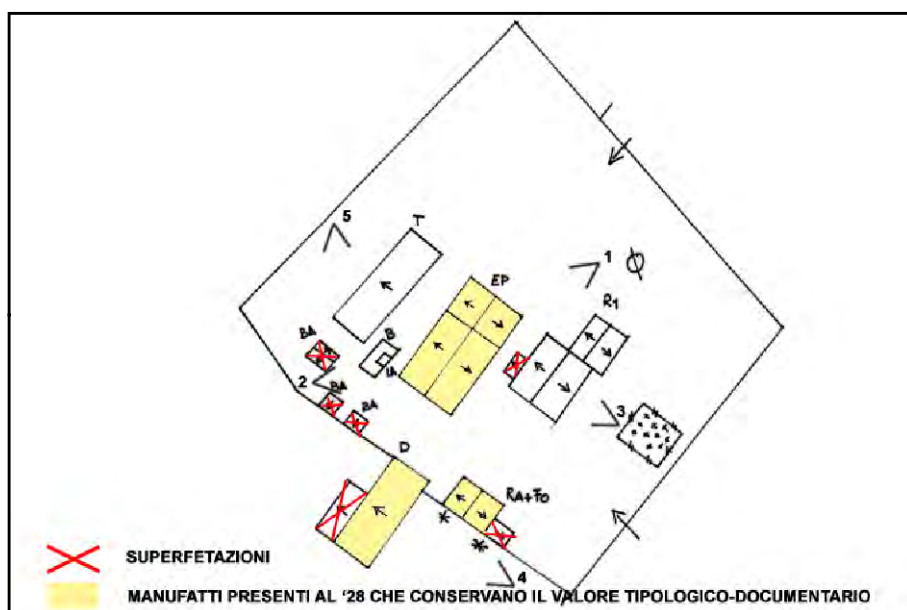 5
T
1
EP
R1
B
BA
IA
2
BA
BA
3
D
RA+FO
4
SUPERFETAZIONI
MANUFATTI PRESENTI AL '28 CHE CONSERVANO IL VALORE TIPOLOGICO-DOCUMENTARIO